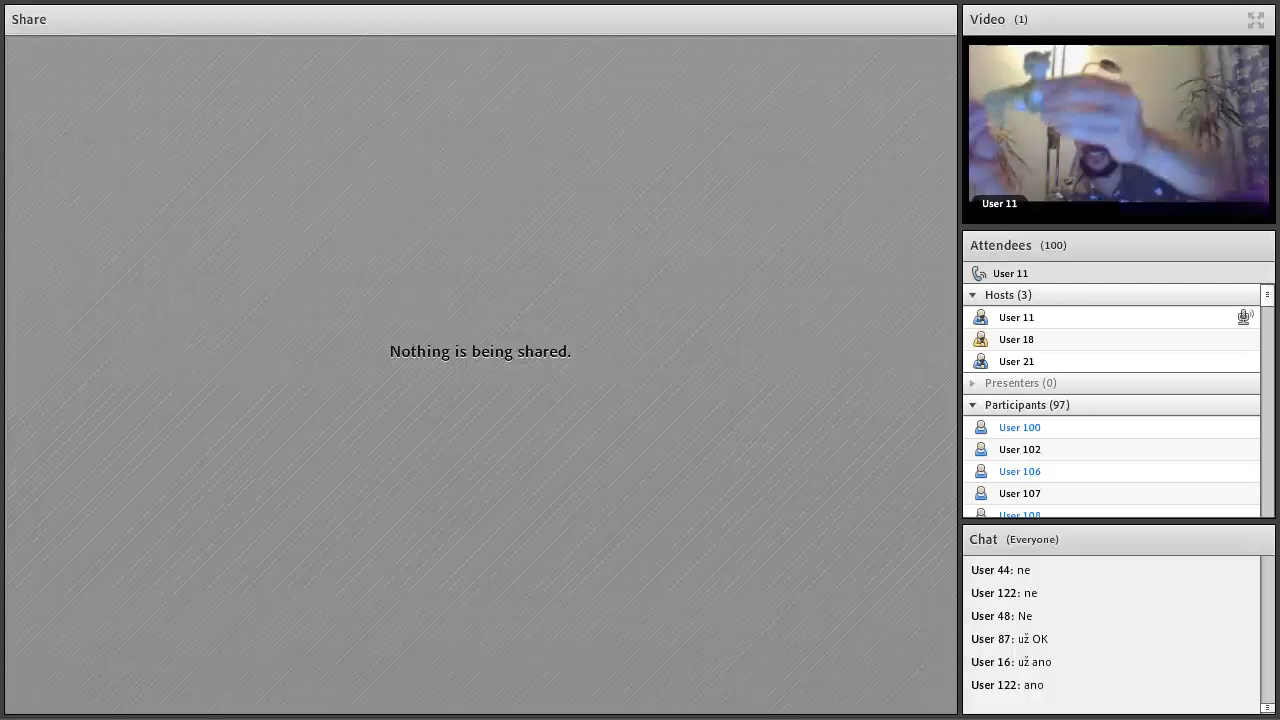 Share
Nothing is being shared.
Video (1)
User 11
Attendees (100)
User 11
Hosts (3)
User 11
User 18
User 21
Presenters (0)
Participants (97)
User 100
User 102
User 106
User 107
User 108
Chat (Everyone)
User 44: ne
User 122: ne
User 48: Ne
User 87: už OK
User 16: už ano
User 122: ano